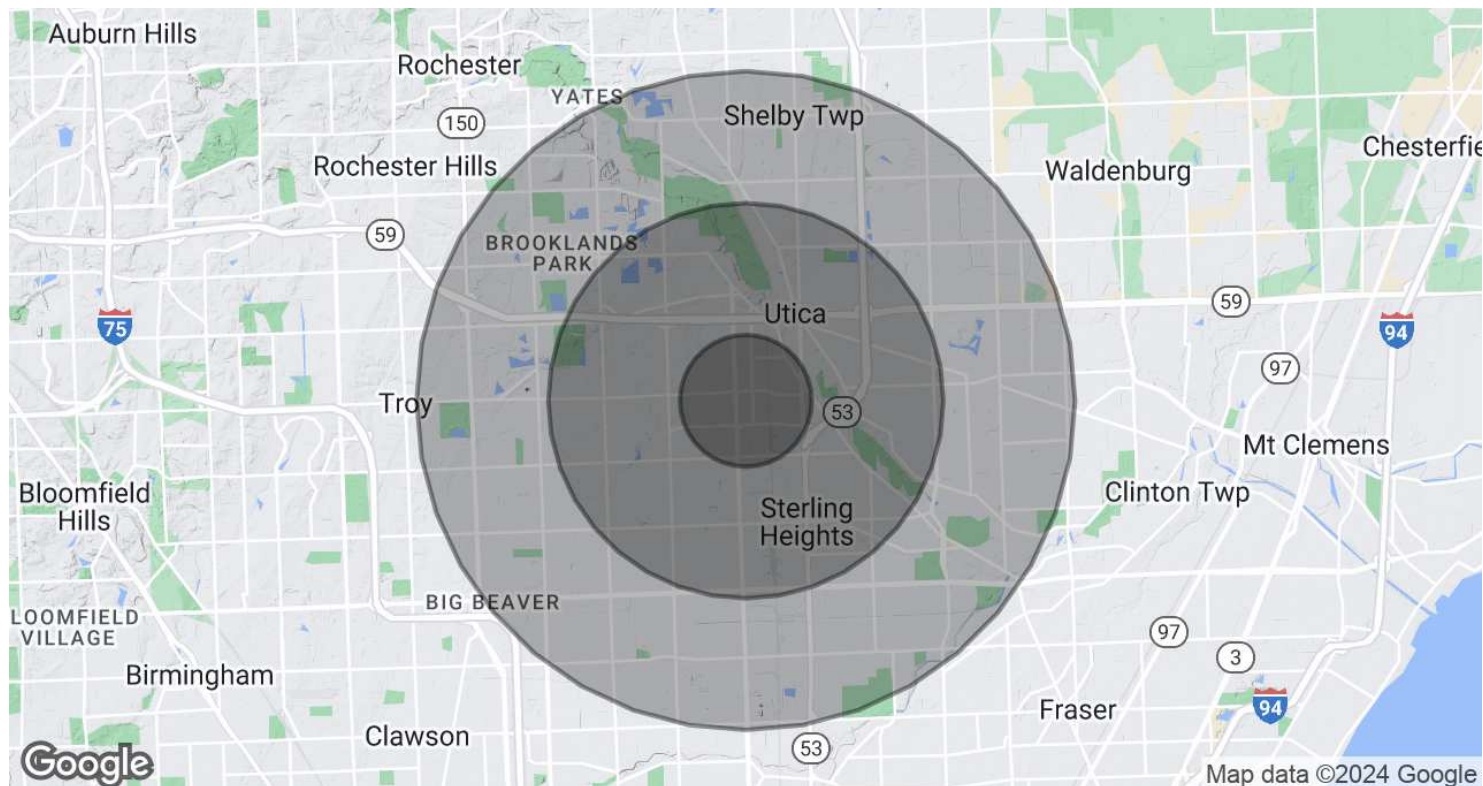 Auburn Hills
Rochester
YATES
150
Shelby Twp
Rochester Hills
Waldenburg
Chesterfie
59
BROOKLANDS
PARK
59
Utica
75
94
97
Troy
53
Mt Clemens
Bloomfield
Hills
Clinton Twp
Sterling
Heights
BIG BEAVER
LOOMFIELD
VILLAGE
97
3
Birmingham
94
Fraser
Clawson
53
Google
Map data ©2024 Google